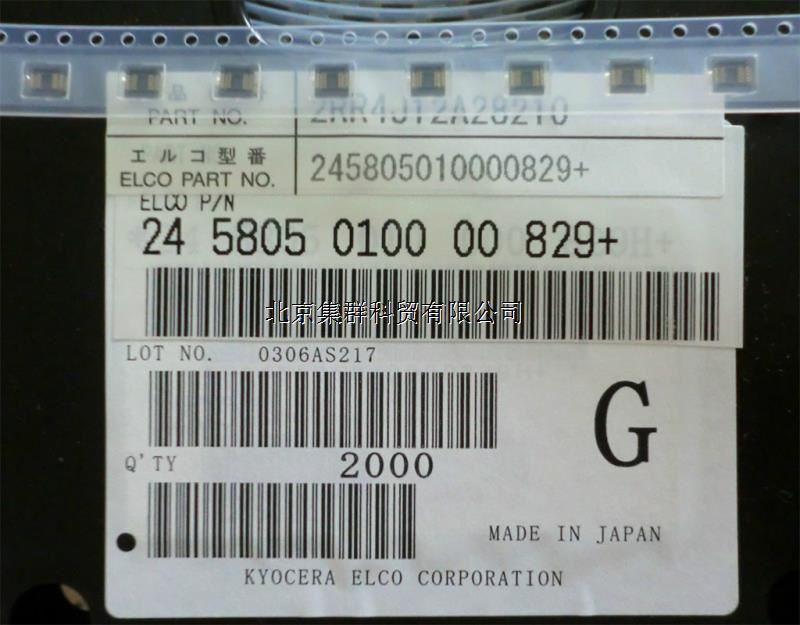 品
PART NO. 2RR4J12A28210
エルコ型番
ELCO PART NO. 245805010000829+
ELCO P/N
24 5805 0100 00 829+
北京集群科贸有限公司
LOT NO. 0306AS217
G
Q'TY 2000
MADE IN JAPAN
KYOCERA ELCO CORPORATION